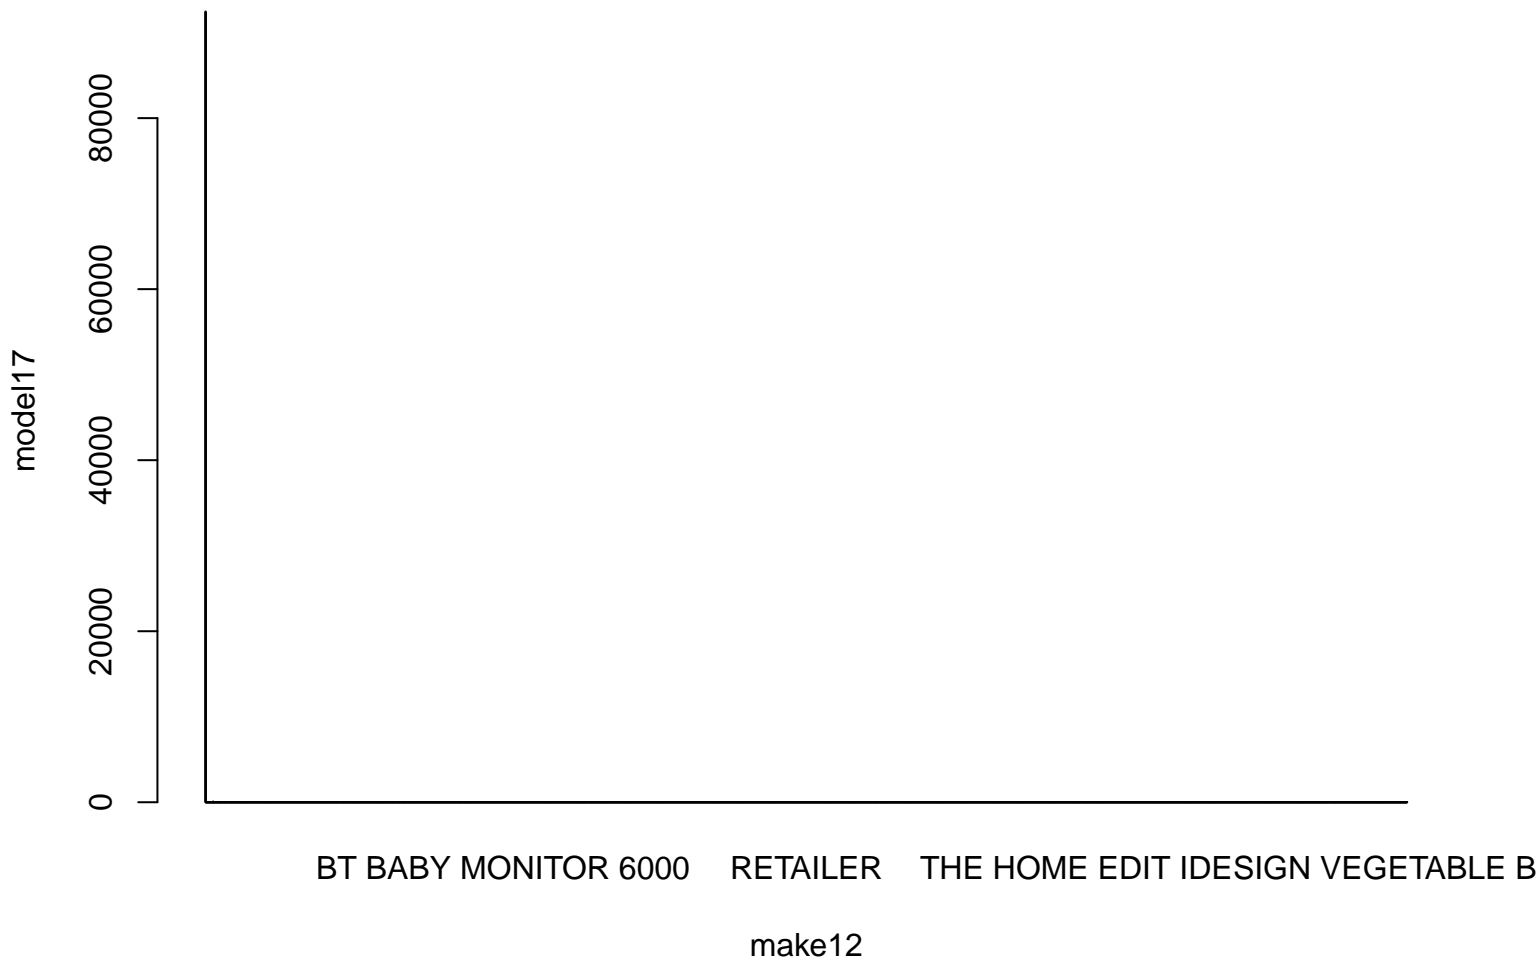 80000
60000
40000
20000
0
model17
BT BABY MONITOR 6000 RETAILER THE HOME EDIT IDESIGN VEGETABLE B
make12